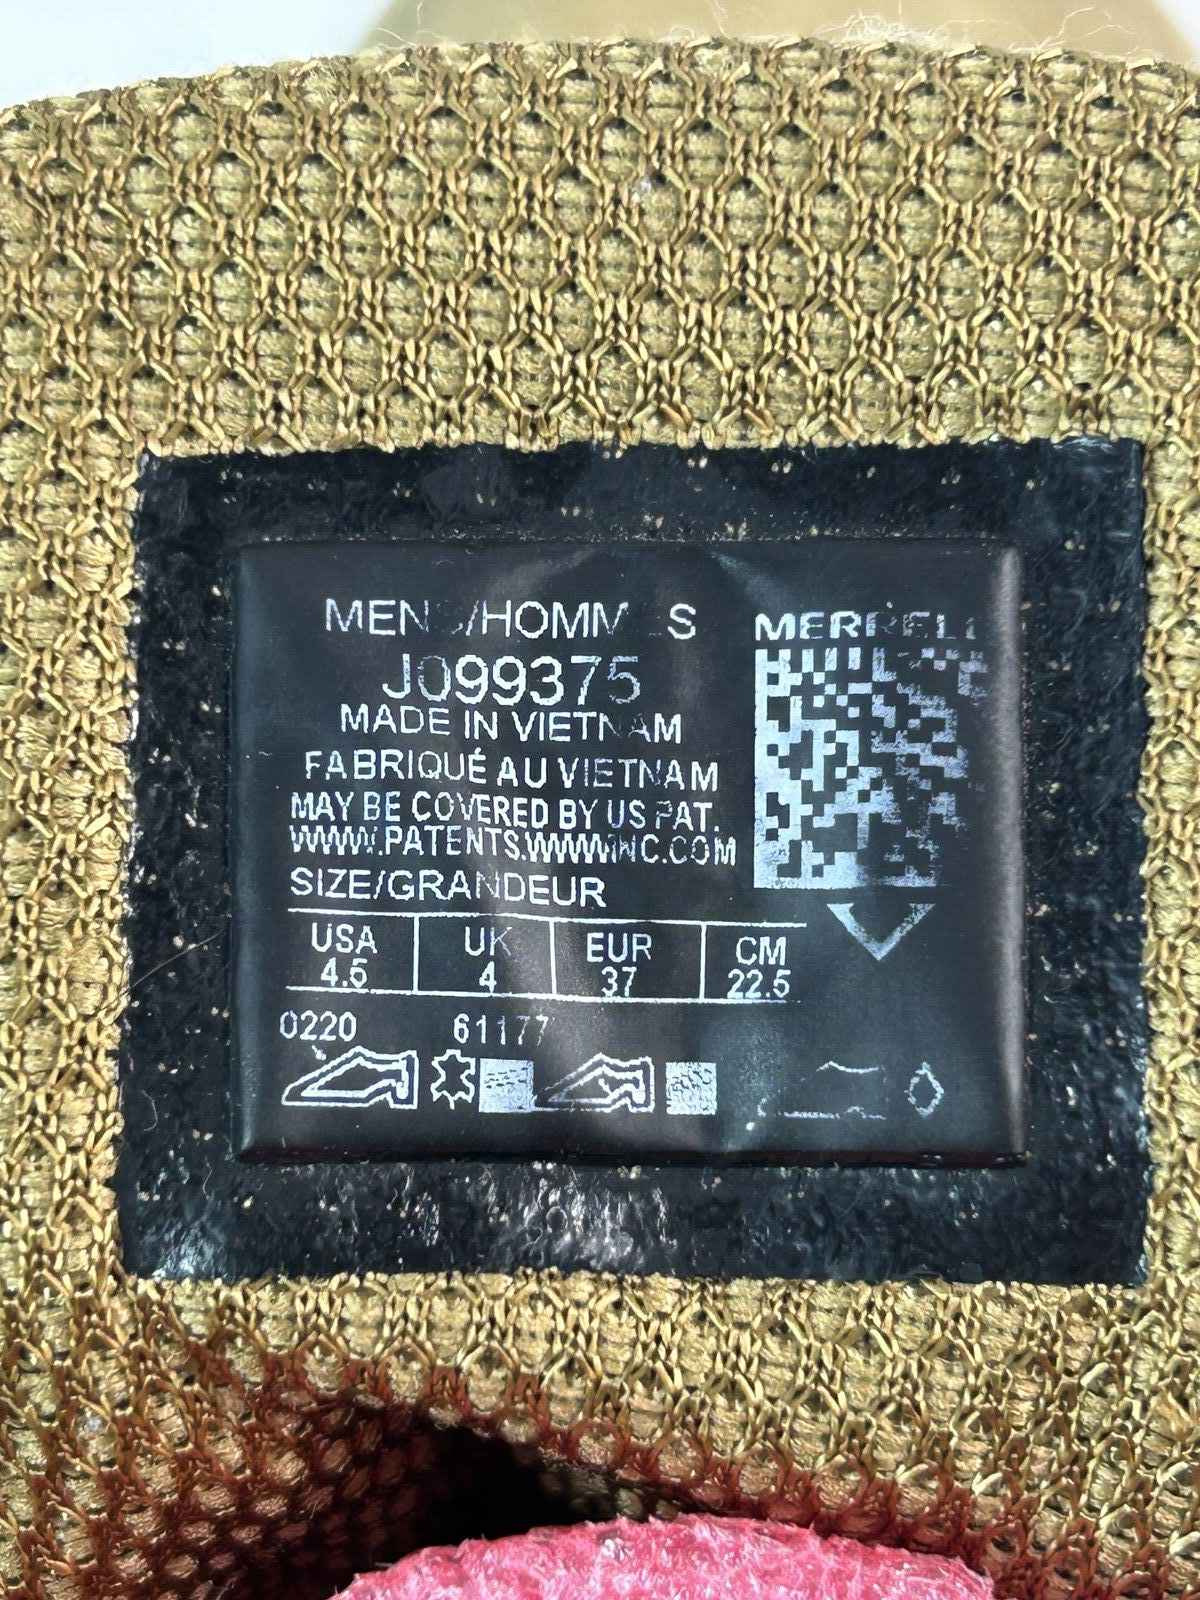 MENS/HOMMES
J099375
MADE IN VIETNAM
FABRIQUÉ AU VIETNAM
MAY BE COVERED BY US PAT.
WWW.PATENTS.WWWINC.COM
SIZE/GRANDEUR
USA UK EUR CM
4.5 4 37 22.5
0220 61177
MERRELL